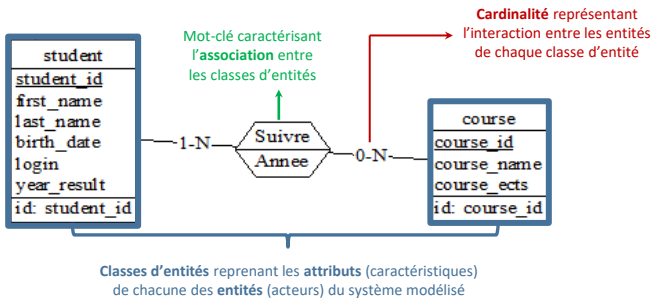 Mot-clé caractérisant
l'association entre
les classes d'entités
Cardinalité représentant
l'interaction entre les entités
de chaque classe d'entité
student
student_id
first_name
last_name
birth_date
login
year_result
id: student_id
1-N
Suivre
Annee
0-N
course
course_id
course_name
course_ects
id: course_id
Classes d'entités reprenant les attributs (caractéristiques)
de chacune des entités (acteurs) du système modélisé